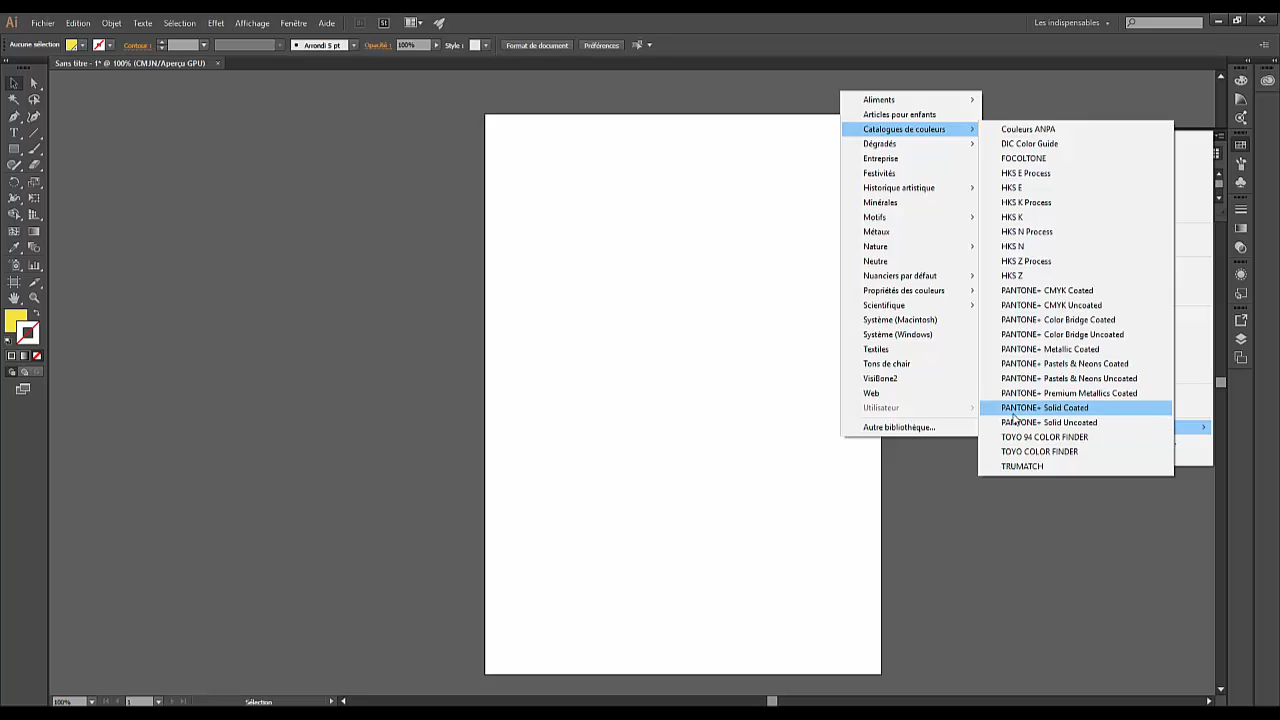 Ai Fichier Edition Objet Texte Sélection Effet Affichage Fenêtre Aide Br St Les indispensables
Aucune sélection Contour : Arrondi 5 pt Opacité : 100% Style : Format de document Préférences
Sans titre - 1* @ 100% (CMJN/Aperçu GPU) ×
Aliments
Articles pour enfants
Catalogues de couleurs
Dégradés
Entreprise
Festivités
Historique artistique
Minérales
Motifs
Métaux
Nature
Neutre
Nuanciers par défaut
Propriétés des couleurs
Scientifique
Système (Macintosh)
Système (Windows)
Textiles
Tons de chair
VisiBone2
Web
Utilisateur
Autre bibliothèque...
Couleurs ANPA
DIC Color Guide
FOCOLTONE
HKS E Process
HKS E
HKS K Process
HKS K
HKS N Process
HKS N
HKS Z Process
HKS Z
PANTONE+ CMYK Coated
PANTONE+ CMYK Uncoated
PANTONE+ Color Bridge Coated
PANTONE+ Color Bridge Uncoated
PANTONE+ Metallic Coated
PANTONE+ Pastels & Neons Coated
PANTONE+ Pastels & Neons Uncoated
PANTONE+ Premium Metallics Coated
PANTONE+ Solid Coated
PANTONE+ Solid Uncoated
TOYO 94 COLOR FINDER
TOYO COLOR FINDER
TRUMATCH
100% 1 Sélection